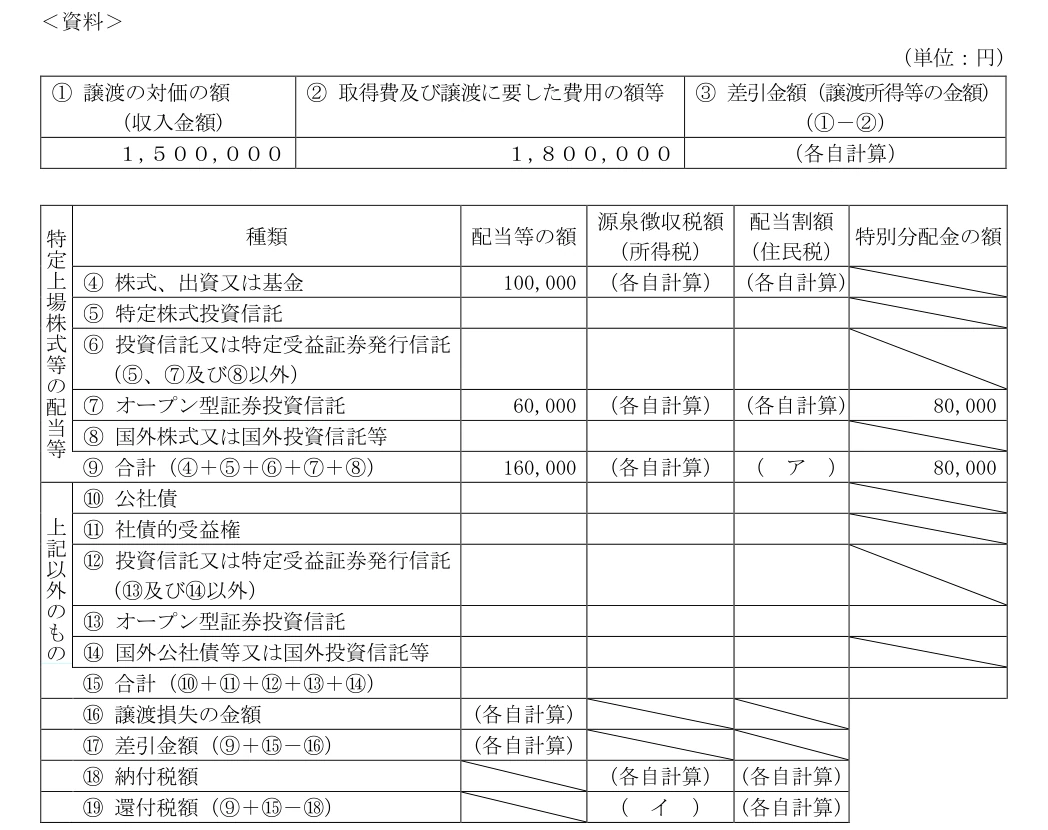 ＜資料＞
（単位：円）
① 譲渡の対価の額
（収入金額）
② 取得費及び譲渡に要した費用の額等
③ 差引金額（譲渡所得等の金額）
（①－②）
１,５００,０００
１,８００,０００
（各自計算）
特定上場株式等の配当等
種類
配当等の額
源泉徴収税額
（所得税）
配当割額
（住民税）
特別分配金の額
④ 株式、出資又は基金 100,000 （各自計算） （各自計算）
⑤ 特定株式投資信託
⑥ 投資信託又は特定受益証券発行信託
（⑤、⑦及び⑧以外）
⑦ オープン型証券投資信託 60,000 （各自計算） （各自計算） 80,000
⑧ 国外株式又は国外投資信託等
⑨ 合計（④＋⑤＋⑥＋⑦＋⑧） 160,000 （各自計算） （ ア ） 80,000
上記以外のもの
⑩ 公社債
⑪ 社債的受益権
⑫ 投資信託又は特定受益証券発行信託
（⑬及び⑭以外）
⑬ オープン型証券投資信託
⑭ 国外公社債等又は国外投資信託等
⑮ 合計（⑩＋⑪＋⑫＋⑬＋⑭）
⑯ 譲渡損失の金額 （各自計算）
⑰ 差引金額（⑨＋⑮－⑯） （各自計算）
⑱ 納付税額 （各自計算） （各自計算）
⑲ 還付税額（⑨＋⑮－⑱） （ イ ） （各自計算）